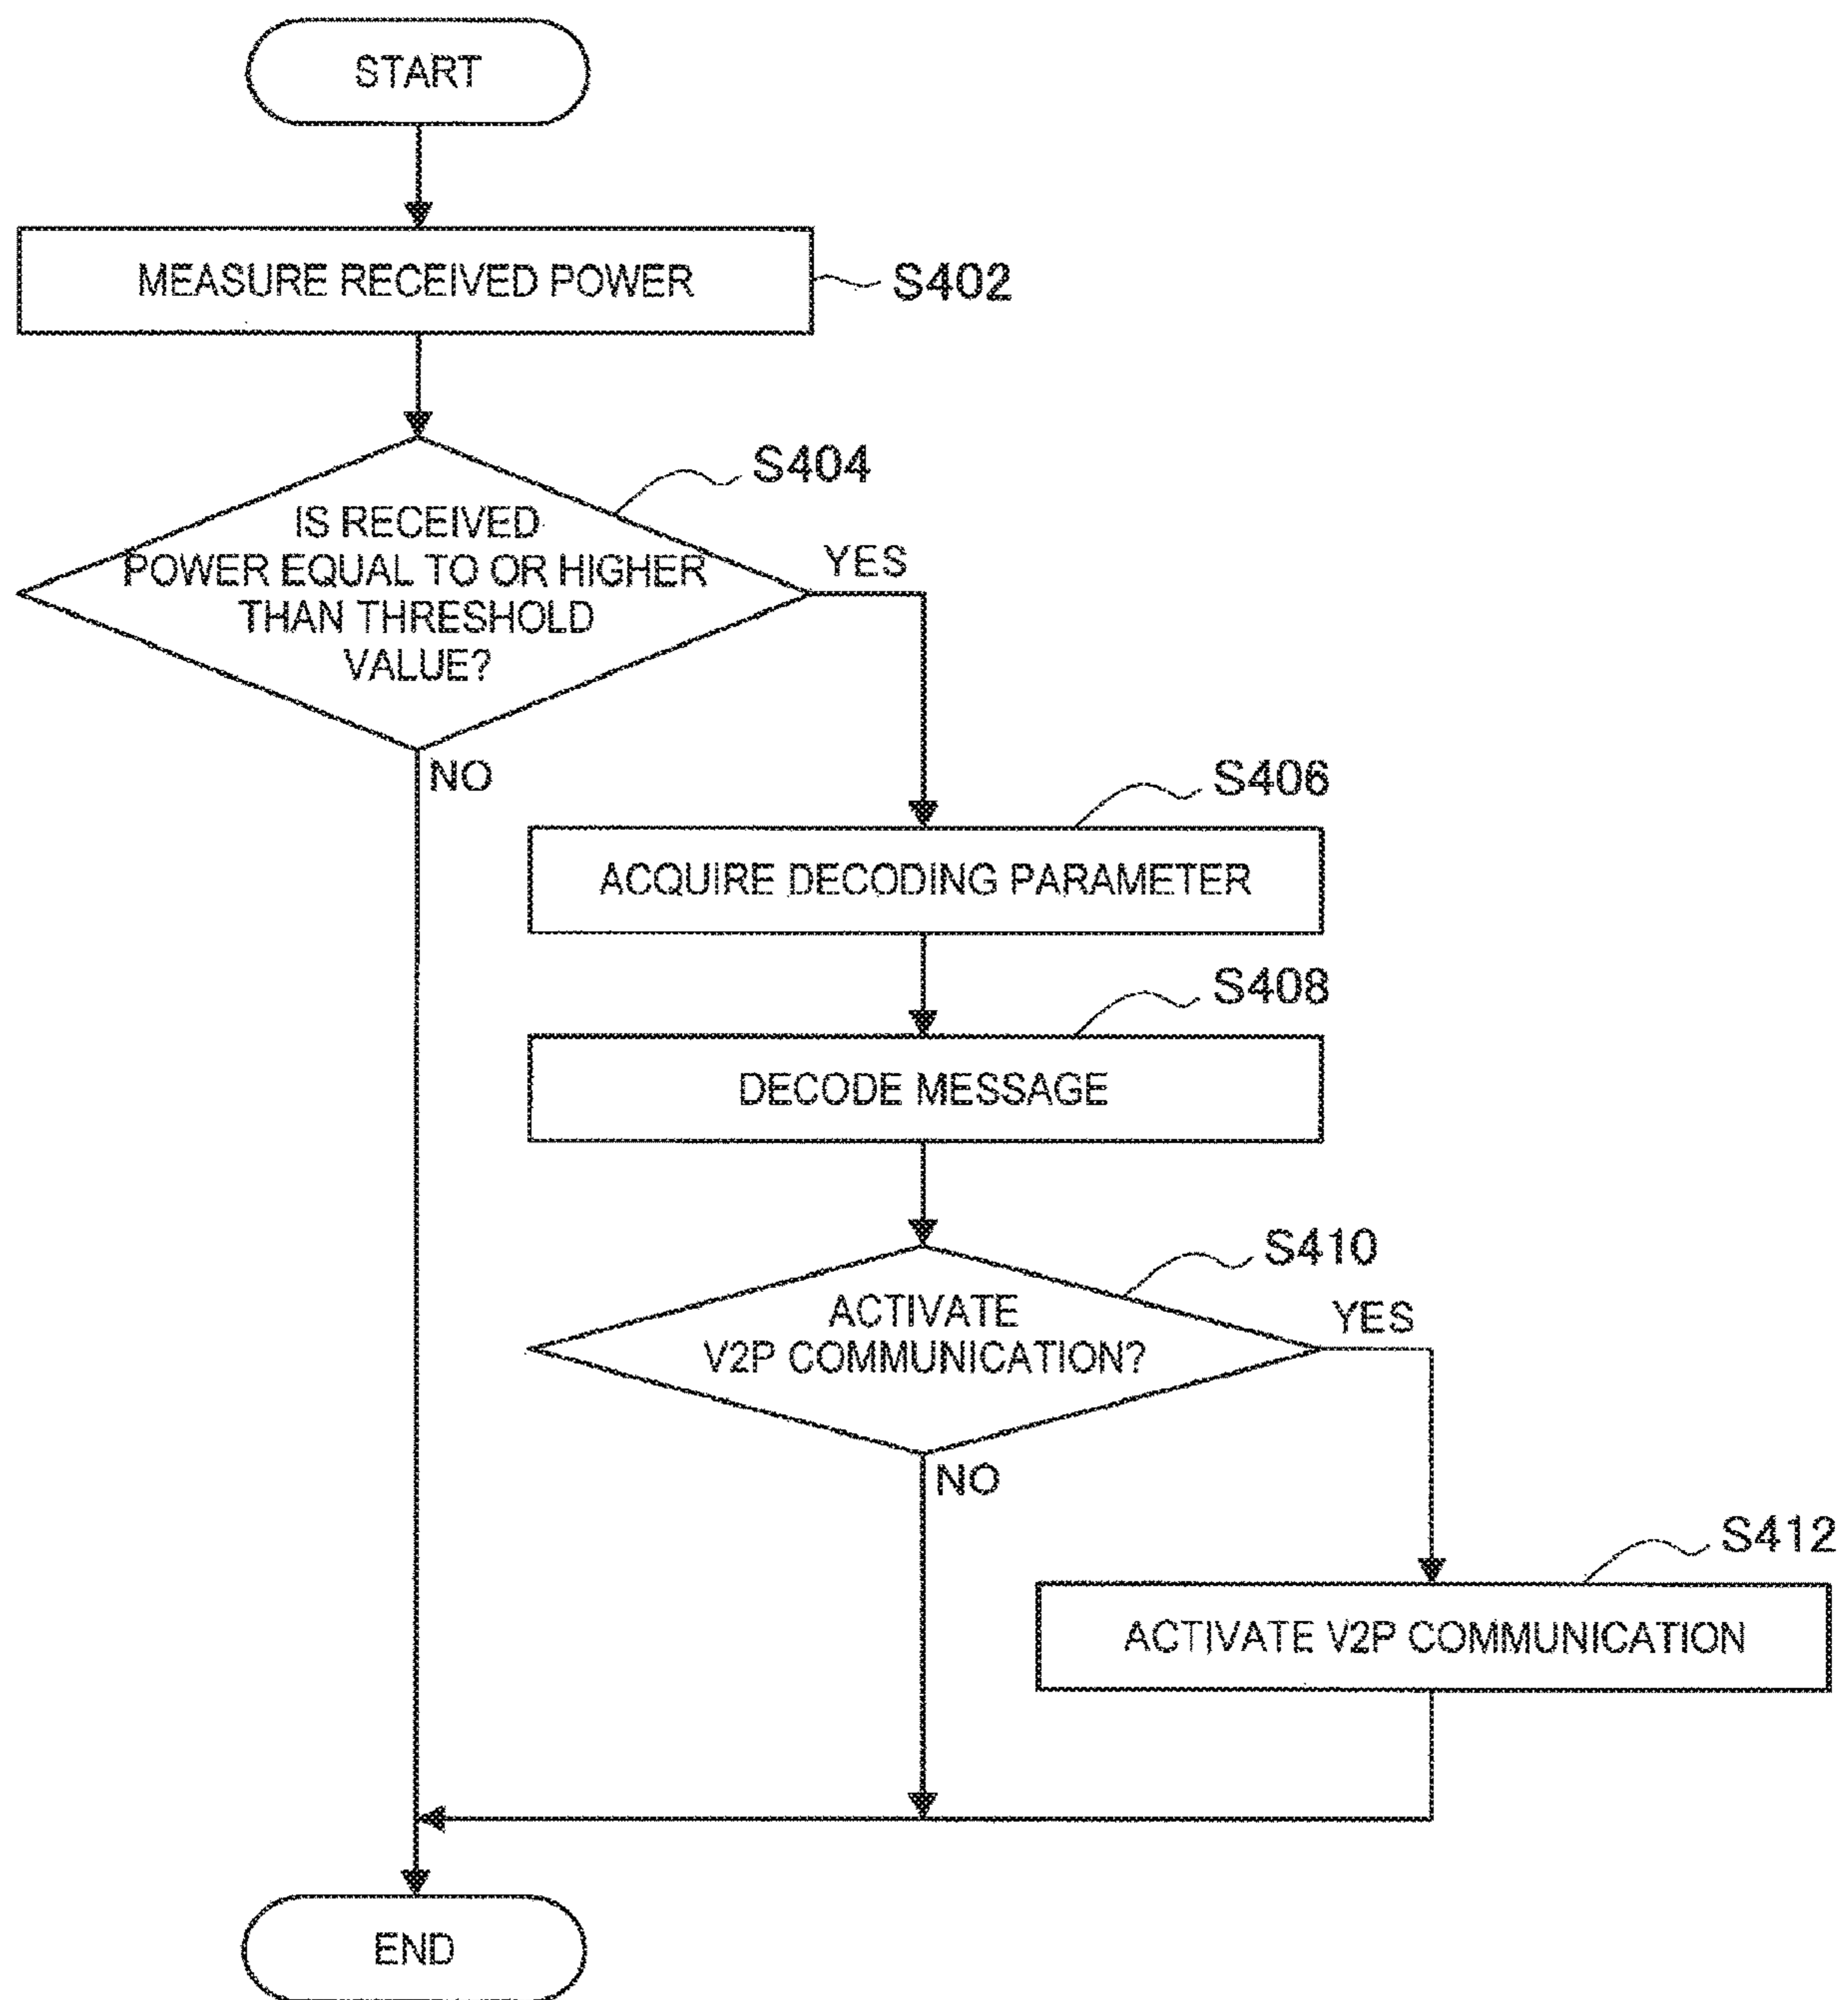 START
MEASURE RECEIVED POWER
S402
S404
IS RECEIVED
POWER EQUAL TO OR HIGHER
THAN THRESHOLD
VALUE?
YES
NO
S406
ACQUIRE DECODING PARAMETER
S408
DECODE MESSAGE
S410
ACTIVATE
V2P COMMUNICATION?
YES
NO
S412
ACTIVATE V2P COMMUNICATION
END